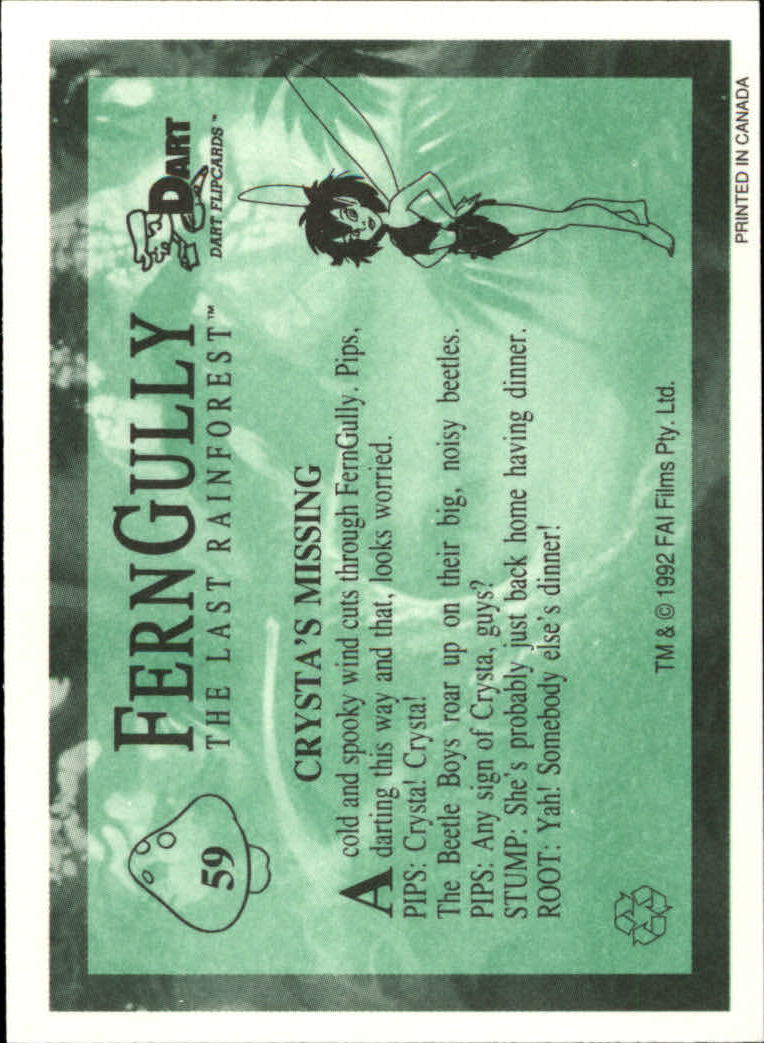 59
FERNGULLY
THE LAST RAINFOREST™
DART
DART FLIPCARDS™
CRYSTA'S MISSING
A cold and spooky wind cuts through FernGully. Pips,
darting this way and that, looks worried.
PIPS: Crysta! Crysta!
The Beetle Boys roar up on their big, noisy beetles.
PIPS: Any sign of Crysta, guys?
STUMP: She's probably just back home having dinner.
ROOT: Yah! Somebody else's dinner!
TM & © 1992 FAI Films Pty. Ltd.
PRINTED IN CANADA